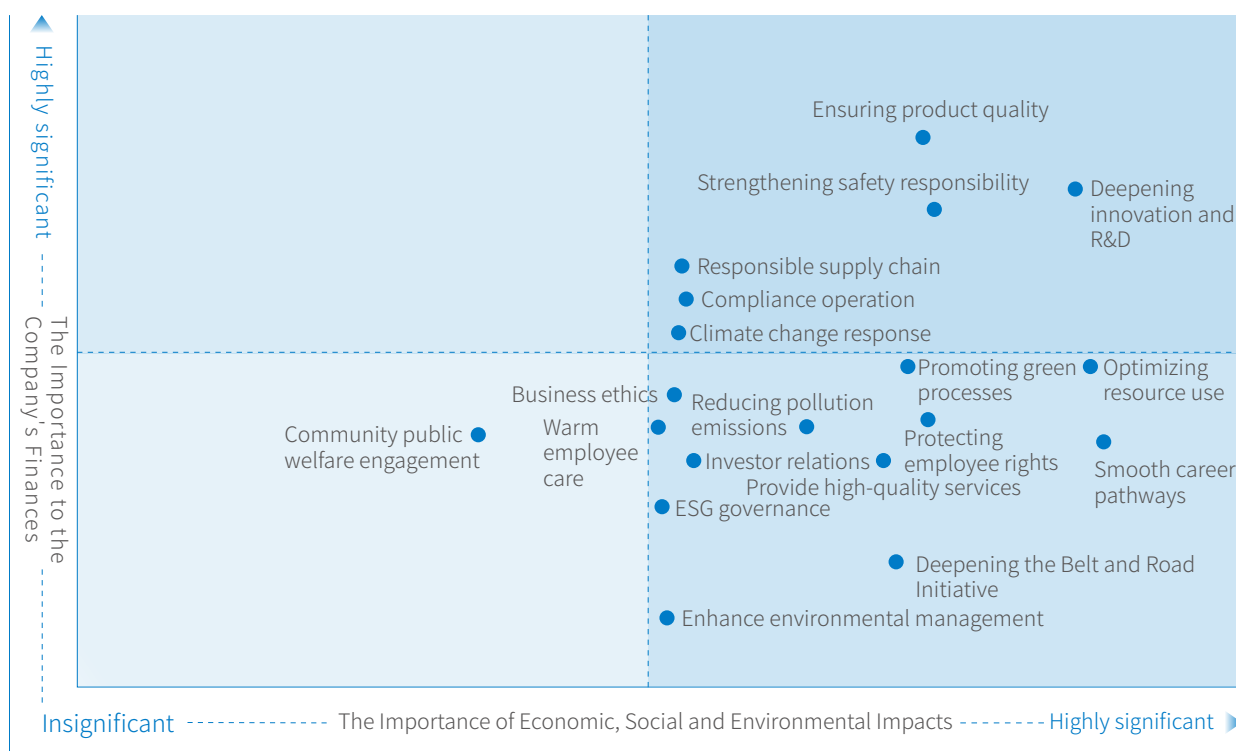 Highly significant
The Importance to the
Company's Finances
Ensuring product quality
Strengthening safety responsibility
Deepening
innovation and
R&D
Responsible supply chain
Compliance operation
Climate change response
Promoting green
processes
Optimizing
resource use
Business ethics
Reducing pollution
emissions
Warm
employee
care
Community public
welfare engagement
Protecting
employee rights
Investor relations
Provide high-quality services
Smooth career
pathways
ESG governance
Deepening the Belt and Road
Initiative
Enhance environmental management
Insignificant
The Importance of Economic, Social and Environmental Impacts
Highly significant